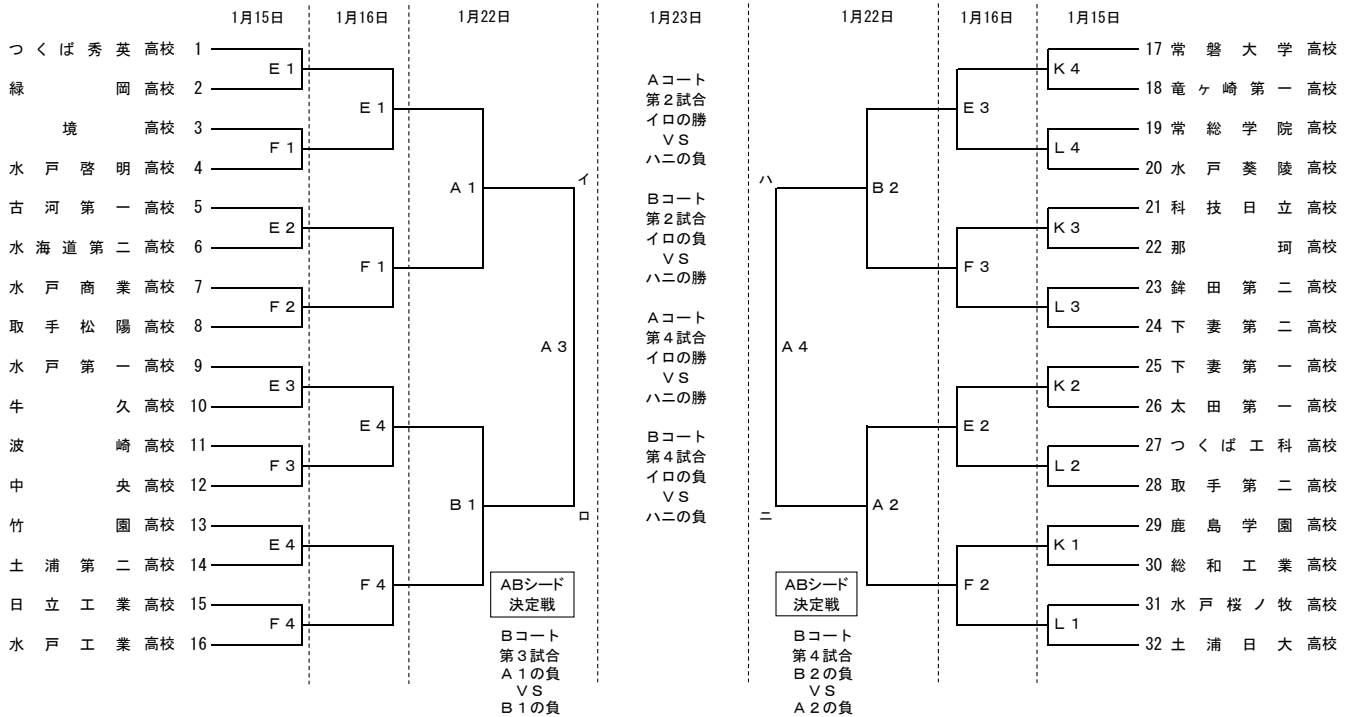 1月15日 1月16日 1月22日 1月23日 1月22日 1月16日 1月15日
つくば秀英 高校 1
緑岡 高校 2
境 高校 3
水戸啓明 高校 4
古河第一 高校 5
水海道第二 高校 6
水戸商業 高校 7
取手松陽 高校 8
水戸第一 高校 9
牛久 高校 10
波崎 高校 11
中央 高校 12
竹園 高校 13
土浦第二 高校 14
日立工業 高校 15
水戸工業 高校 16
E1
F1
E2
F2
E3
F3
E4
F4
E1
F1
E4
F4
A1
B1
イ
A3
ロ
ABシード
決定戦
Bコート
第3試合
A1の負
VS
B1の負
Aコート
第2試合
イロの勝
VS
ハニの負
Bコート
第2試合
イロの負
VS
ハニの勝
Aコート
第4試合
イロの勝
VS
ハニの勝
Bコート
第4試合
イロの負
VS
ハニの負
ハ
A4
ニ
ABシード
決定戦
Bコート
第4試合
B2の負
VS
A2の負
B2
A2
E3
F3
E2
F2
K4
L4
K3
L3
K2
L2
K1
L1
17 常磐大学 高校
18 竜ヶ崎第一 高校
19 常総学院 高校
20 水戸葵陵 高校
21 科技日立 高校
22 那珂 高校
23 鉾田第二 高校
24 下妻第二 高校
25 下妻第一 高校
26 太田第一 高校
27 つくば工科 高校
28 取手第二 高校
29 鹿島学園 高校
30 総和工業 高校
31 水戸桜ノ牧 高校
32 土浦日大 高校